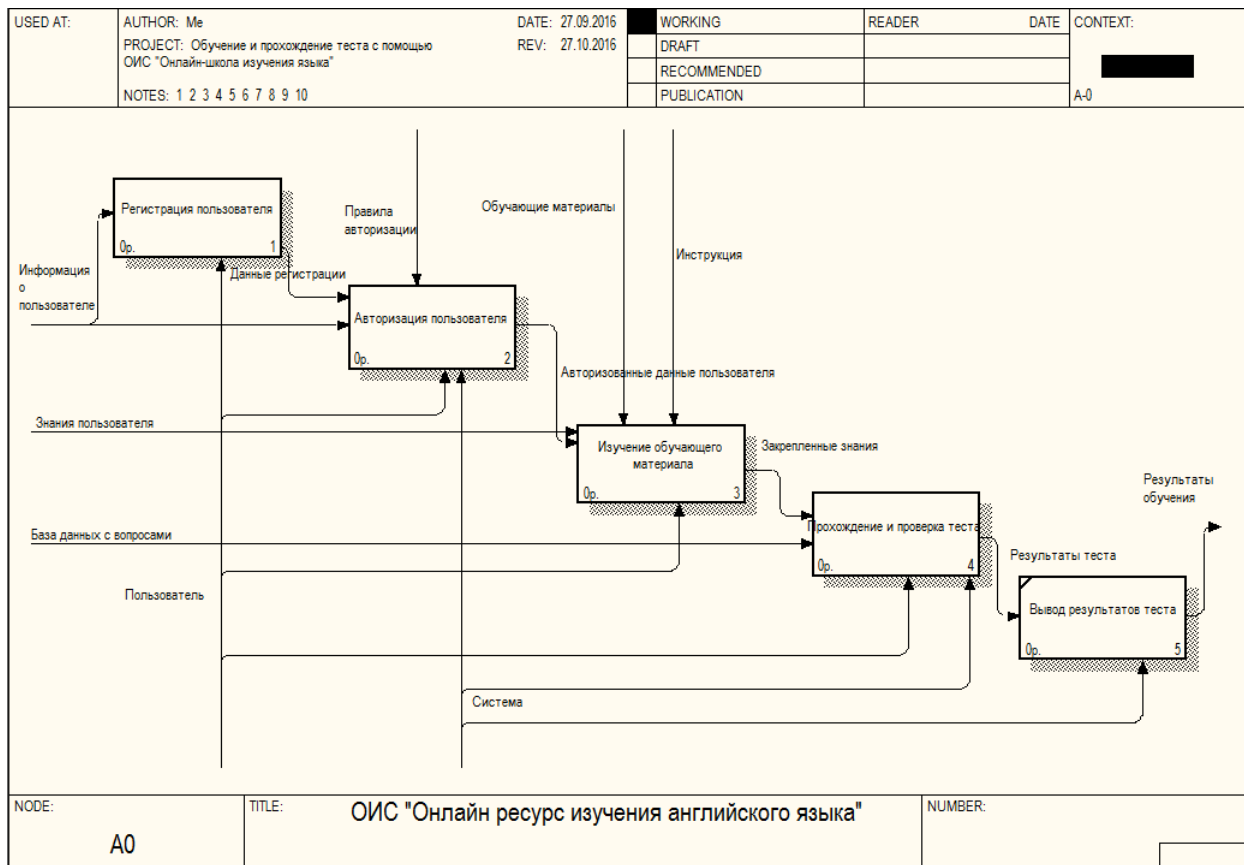 USED AT:
AUTHOR: Me
DATE: 27.09.2016
PROJECT: Обучение и прохождение теста с помощью
ОИС "Онлайн-школа изучения языка"
REV: 27.10.2016
NOTES: 1 2 3 4 5 6 7 8 9 10
WORKING
DRAFT
RECOMMENDED
PUBLICATION
READER
DATE
CONTEXT:
A-0
Регистрация пользователя
0р.
1
Правила
авторизации
Обучающие материалы
Инструкция
Информация
о
пользователе
Данные регистрации
Авторизация пользователя
0р.
2
Авторизованные данные пользователя
Знания пользователя
Изучение обучающего
материала
0р.
3
Закрепленные знания
Результаты
обучения
База данных с вопросами
Прохождение и проверка теста
0р.
4
Результаты теста
Пользователь
Вывод результатов теста
0р.
5
Система
NODE:
A0
TITLE:
ОИС "Онлайн ресурс изучения английского языка"
NUMBER: